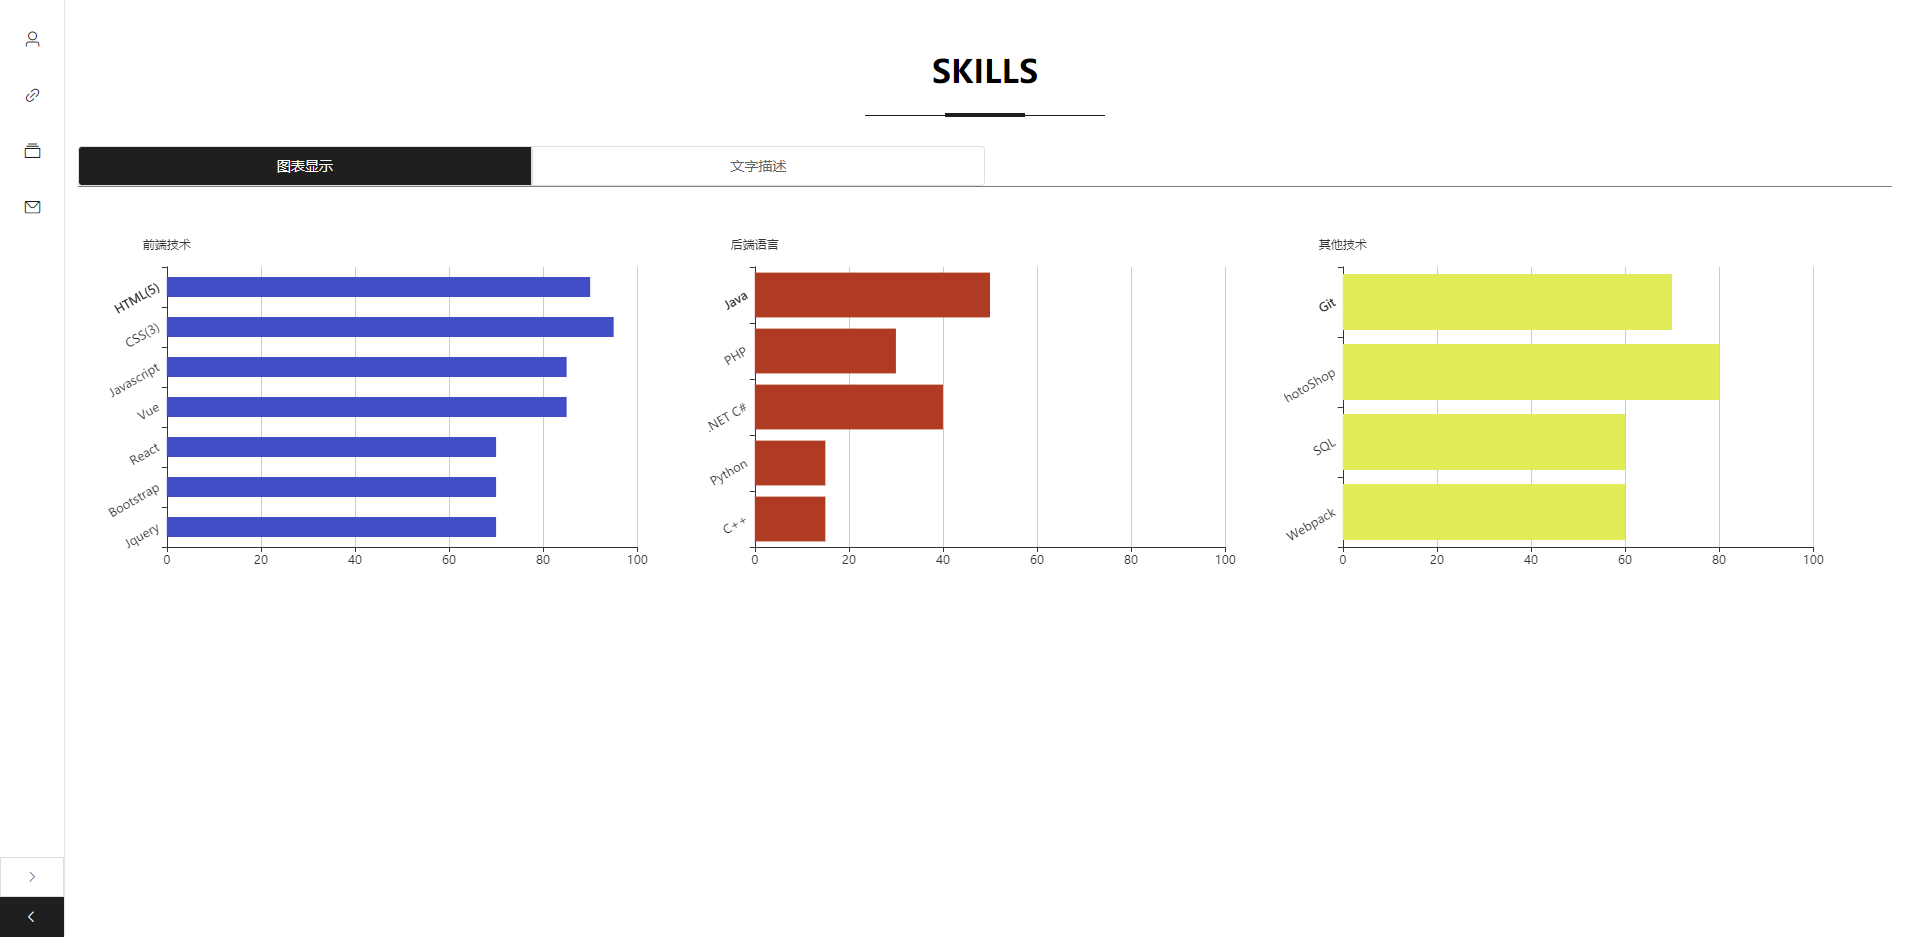 SKILLS
图表显示
文字描述
前端技术
HTML(5)
CSS(3)
Javascript
Vue
React
Bootstrap
Jquery
0 20 40 60 80 100
后端语言
Java
PHP
.NET C#
Python
C++
0 20 40 60 80 100
其他技术
Git
hotoShop
SQL
Webpack
0 20 40 60 80 100